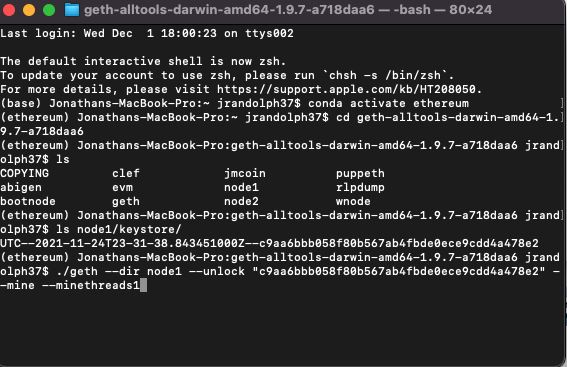 geth-alltools-darwin-amd64-1.9.7-a718daa6 — -bash — 80×24
Last login: Wed Dec  1 18:00:23 on ttys002

The default interactive shell is now zsh.
To update your account to use zsh, please run `chsh -s /bin/zsh`.
For more details, please visit https://support.apple.com/kb/HT208050.
(base) Jonathans-MacBook-Pro:~ jrandolph37$ conda activate ethereum
(ethereum) Jonathans-MacBook-Pro:~ jrandolph37$ cd geth-alltools-darwin-amd64-1.
9.7-a718daa6
(ethereum) Jonathans-MacBook-Pro:geth-alltools-darwin-amd64-1.9.7-a718daa6 jrand
olph37$ ls
COPYING         clef            jmcoin          puppeth
abigen          evm             node1           rlpdump
bootnode        geth            node2           wnode
(ethereum) Jonathans-MacBook-Pro:geth-alltools-darwin-amd64-1.9.7-a718daa6 jrand
olph37$ ls node1/keystore/
UTC--2021-11-24T23-31-38.843451000Z--c9aa6bbb058f80b567ab4fbde0ece9cdd4a478e2
(ethereum) Jonathans-MacBook-Pro:geth-alltools-darwin-amd64-1.9.7-a718daa6 jrand
olph37$ ./geth --dir node1 --unlock "c9aa6bbb058f80b567ab4fbde0ece9cdd4a478e2" -
-mine --minethreads1